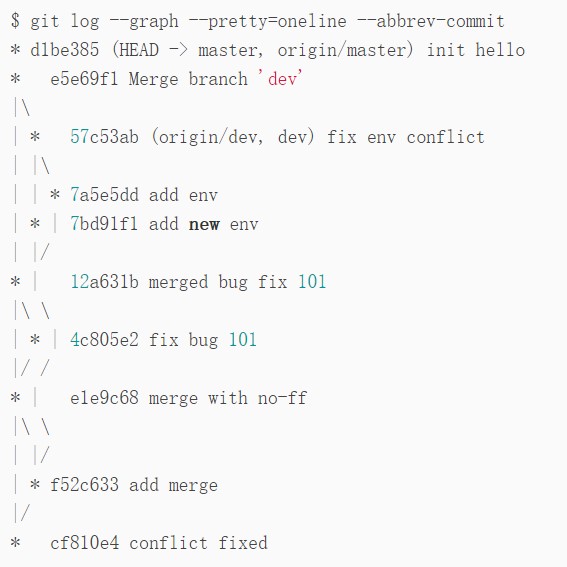 $ git log --graph --pretty=oneline --abbrev-commit
* d1be385 (HEAD -> master, origin/master) init hello
*   e5e69f1 Merge branch 'dev'
|\
| *   57c53ab (origin/dev, dev) fix env conflict
| |\
| | * 7a5e5dd add env
| * | 7bd91f1 add new env
| |/
* |   12a631b merged bug fix 101
|\ \
| * | 4c805e2 fix bug 101
|/ /
* |   e1e9c68 merge with no-ff
|\ \
| |/
| * f52c633 add merge
|/
*   cf810e4 conflict fixed